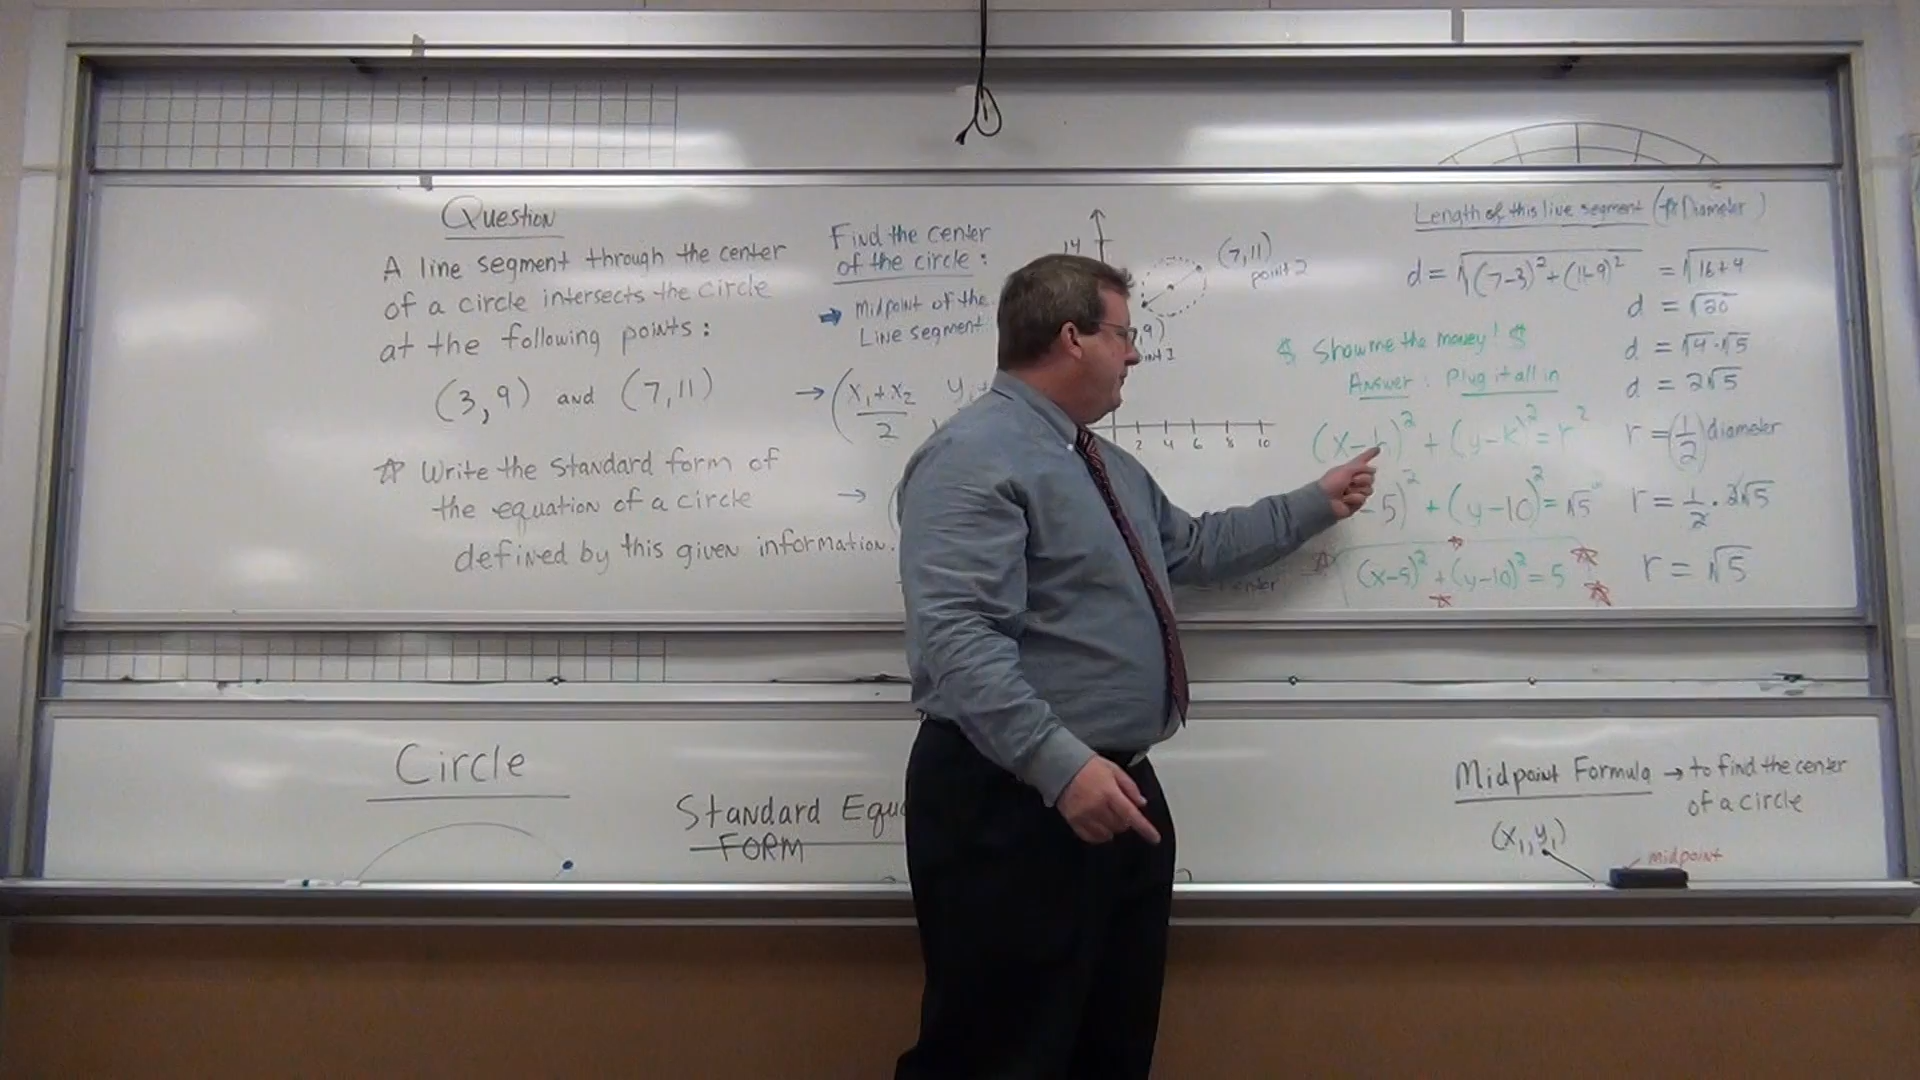 Question
A line segment through the center
of a circle intersects the circle
at the following points:
(3,9) and (7,11)
☆ Write the standard form of
the equation of a circle
defined by this given information.
Find the center
of the circle:
→ midpoint of the
Line segment
→ (x₁+x₂/2
→ (
14
(7,11)
point 2
,9)
2 4 6 8 10
Length of this line segment ( Diameter )
d = √(7-3)²+(11-9)² = √16+4
d = √20
d = √4·√5
d = 2√5
r = (1/2) diameter
r = 1/2 · 2√5
r = √5
$ Show me the money! $
Answer: Plug it all in
(x-h)² + (y-k)² = r²
-5)² + (y-10)² = √5²
(x-5)² + (y-10)² = 5
Circle
Standard Equ
FORM
Midpoint Formula → to find the center
of a circle
(x₁,y₁)
midpoint